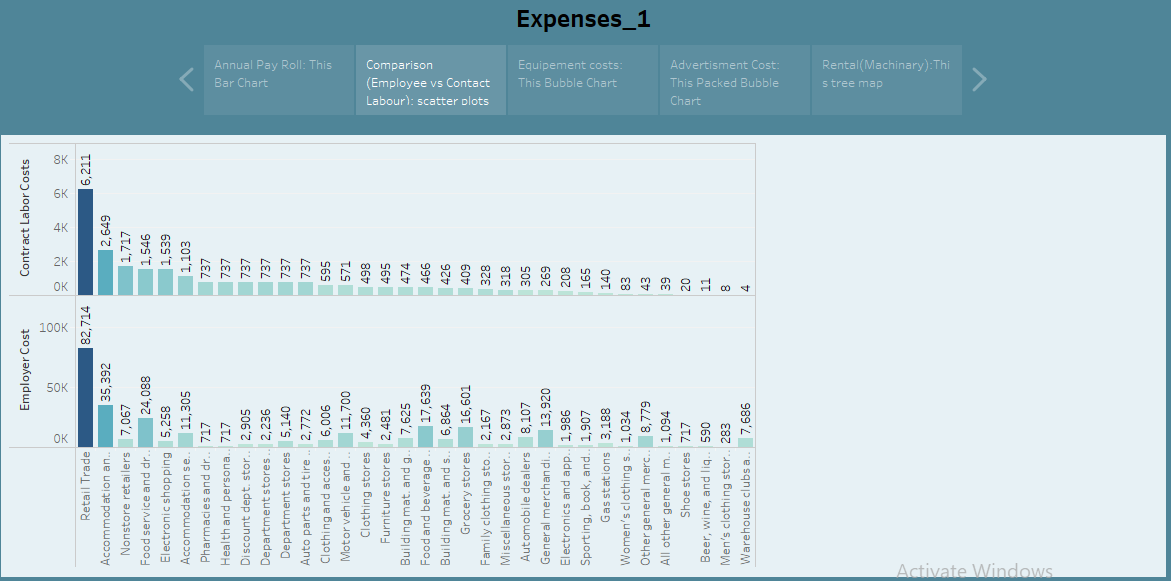 Expenses_1
Annual Pay Roll: This
Bar Chart
Comparison
(Employee vs Contact
Labour): scatter plots
Equipement costs:
This Bubble Chart
Advertisment Cost:
This Packed Bubble
Chart
Rental(Machinary):Thi
s tree map
Contract Labor Costs
8K
6K
4K
2K
0K
6,211
2,649
1,717
1,546
1,539
1,103
737
737
737
737
737
737
595
571
498
495
474
466
426
409
328
318
305
269
208
165
140
83
43
39
20
11
8
4
Employer Cost
100K
50K
0K
82,714
35,392
7,067
24,088
5,258
11,305
717
717
2,905
2,236
5,140
2,772
6,006
11,700
4,360
2,481
7,625
17,639
6,864
16,601
2,167
2,873
8,107
13,920
1,986
1,907
3,188
1,034
8,779
1,094
717
590
283
7,686
Retail Trade
Accommodation an..
Nonstore retailers
Food service and dr..
Electronic shopping
Accommodation se..
Pharmacies and dr..
Health and persona..
Discount dept. stor..
Department stores..
Department stores
Auto parts and tire ..
Clothing and acces..
Motor vehicle and ..
Clothing stores
Furniture stores
Building mat. and g..
Food and beverage..
Building mat. and s..
Grocery stores
Family clothing sto..
Miscellaneous stor..
Automobile dealers
General merchandi..
Electronics and app..
Sporting, book, and..
Gas stations
Women's clothing s..
Other general merc..
All other general m..
Shoe stores
Beer, wine, and liq..
Men's clothing stor..
Warehouse clubs a..
Activate Windows